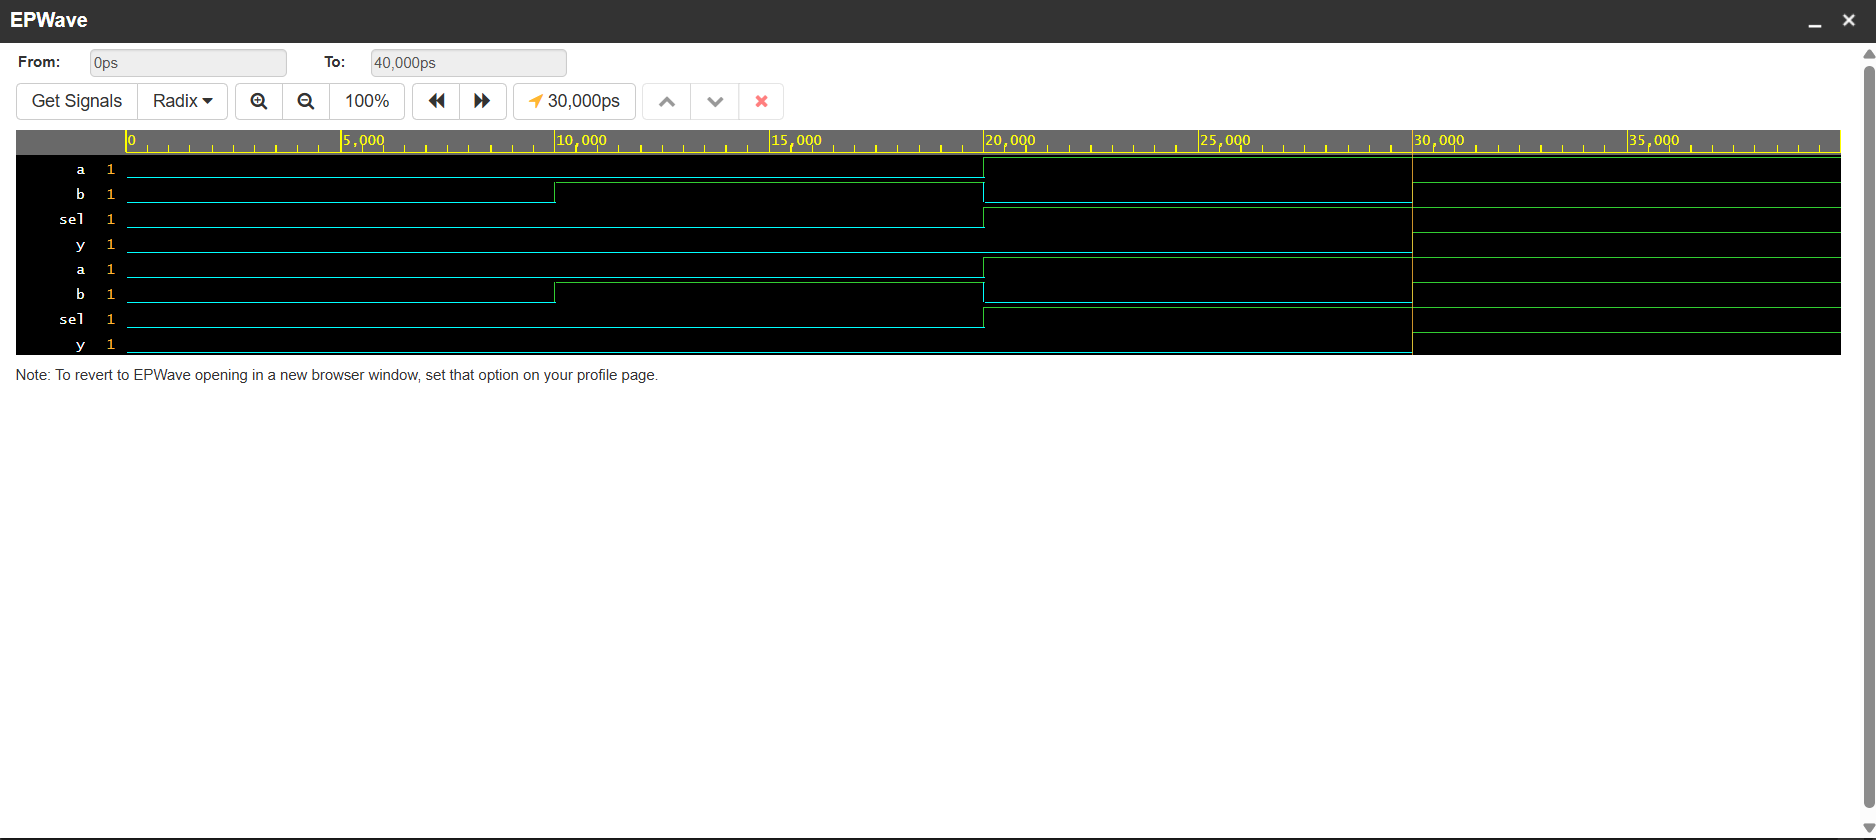 EPWave
From: 0ps To: 40,000ps
Get Signals Radix 100% 30,000ps
0 5,000 10,000 15,000 20,000 25,000 30,000 35,000
a 1
b 1
sel 1
y 1
a 1
b 1
sel 1
y 1
Note: To revert to EPWave opening in a new browser window, set that option on your profile page.